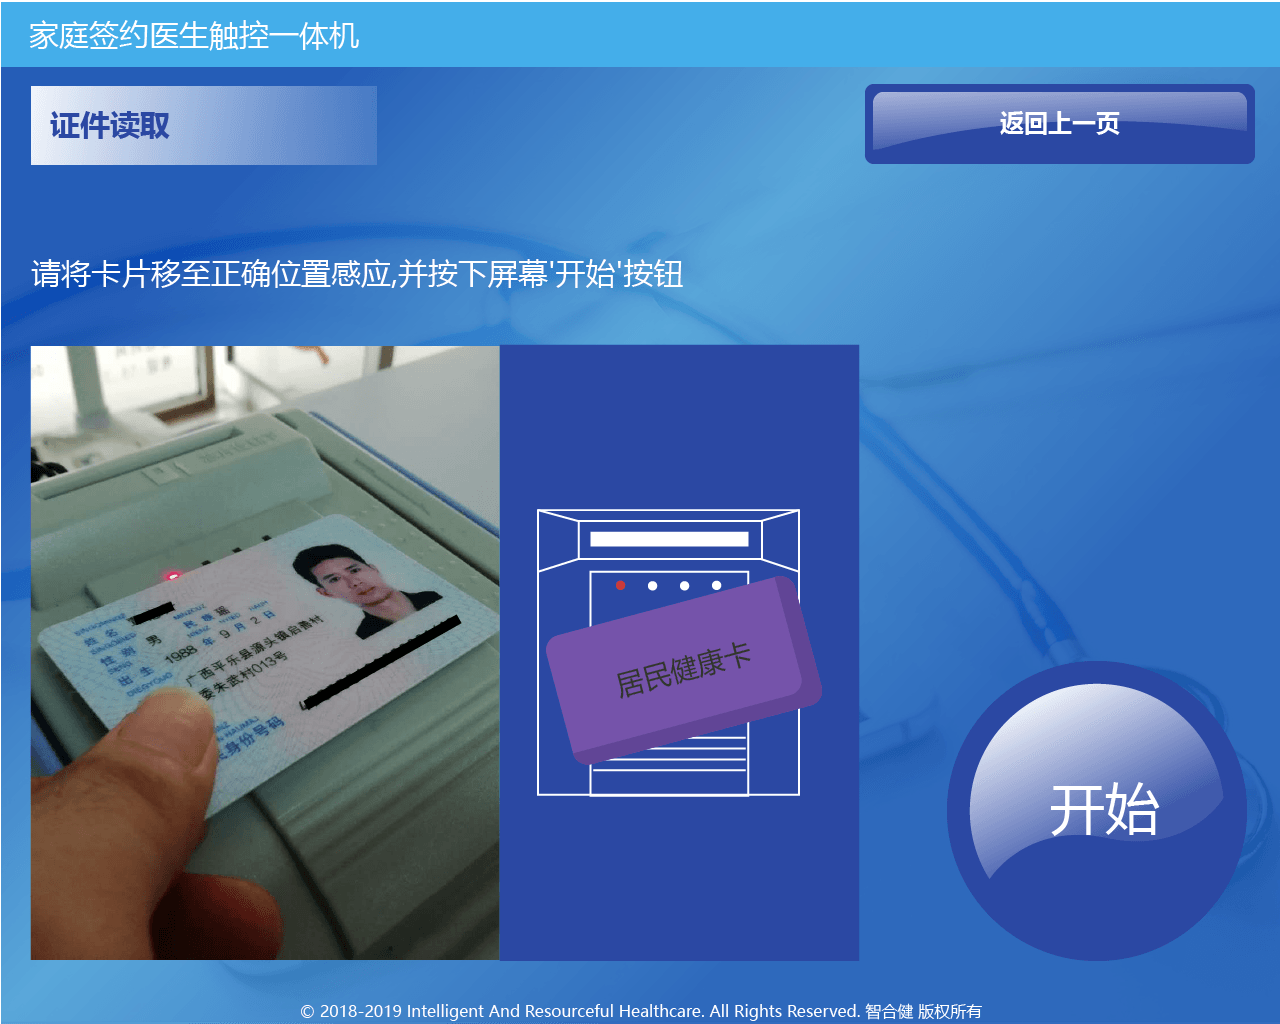 家庭签约医生触控一体机
证件读取
返回上一页
请将卡片移至正确位置感应,并按下屏幕'开始'按钮
姓名
性别 男 民族 瑶
出生 1988 年 9 月 2 日
广西平乐县源头镇启善村
委朱武村013号
身份号码
居民健康卡
开始
© 2018-2019 Intelligent And Resourceful Healthcare. All Rights Reserved. 智合健 版权所有